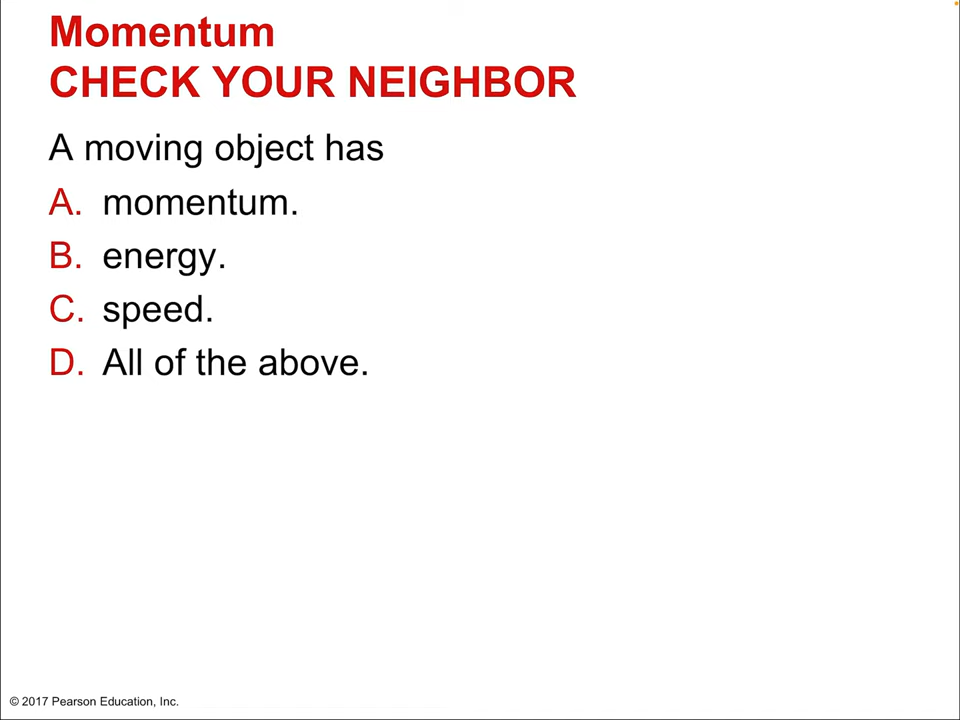 Momentum
CHECK YOUR NEIGHBOR
A moving object has
A. momentum.
B. energy.
C. speed.
D. All of the above.
© 2017 Pearson Education, Inc.